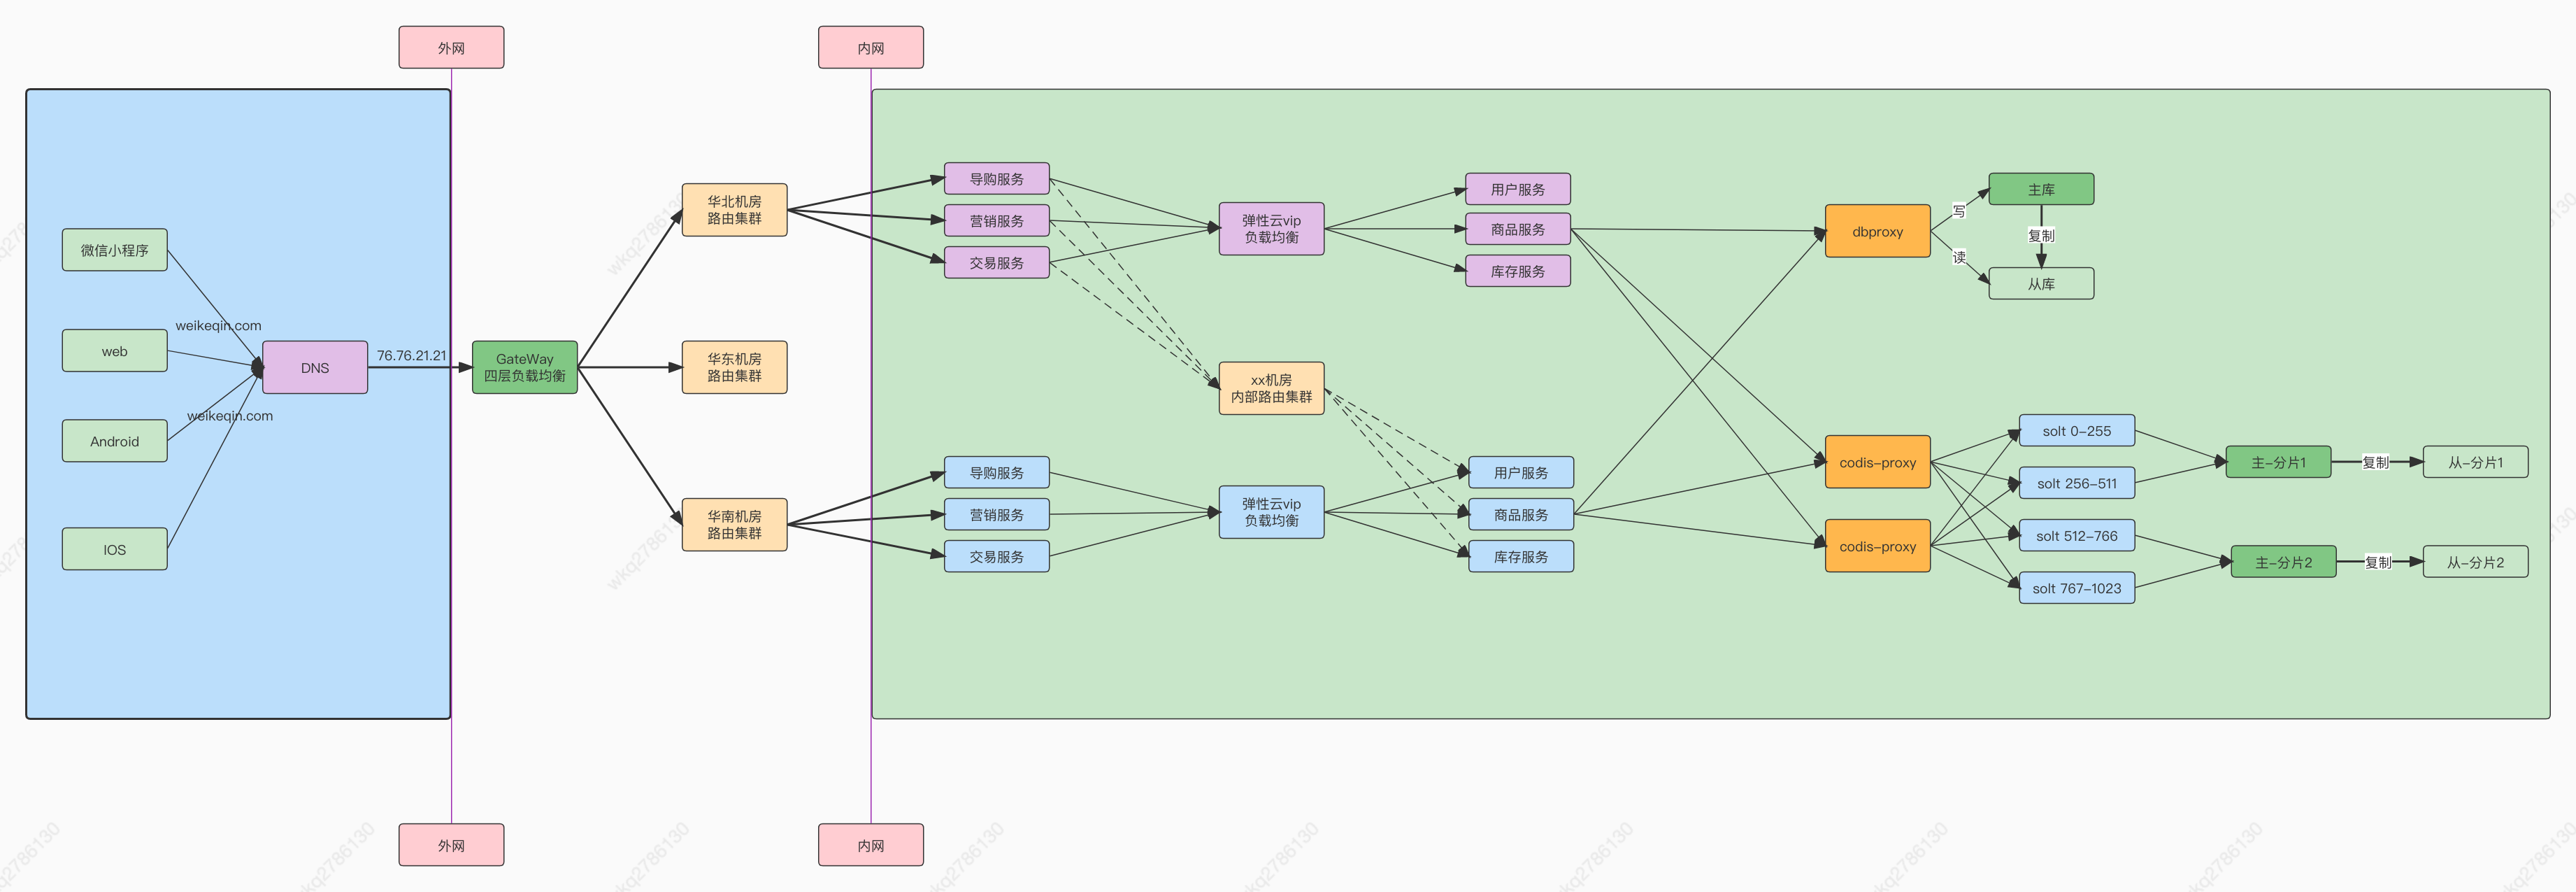 外网
内网
微信小程序
web
Android
IOS
weikeqin.com
weikeqin.com
DNS
76.76.21.21
GateWay
四层负载均衡
华北机房
路由集群
华东机房
路由集群
华南机房
路由集群
导购服务
营销服务
交易服务
弹性云vip
负载均衡
用户服务
商品服务
库存服务
xx机房
内部路由集群
导购服务
营销服务
交易服务
弹性云vip
负载均衡
用户服务
商品服务
库存服务
dbproxy
写
读
主库
复制
从库
codis-proxy
codis-proxy
solt 0-255
solt 256-511
solt 512-766
solt 767-1023
主-分片1
复制
从-分片1
主-分片2
复制
从-分片2
外网
内网
wkq2786130
wkq2786130
wkq2786130
wkq2786130
wkq2786130
wkq2786130
wkq2786130
wkq2786130
wkq2786130